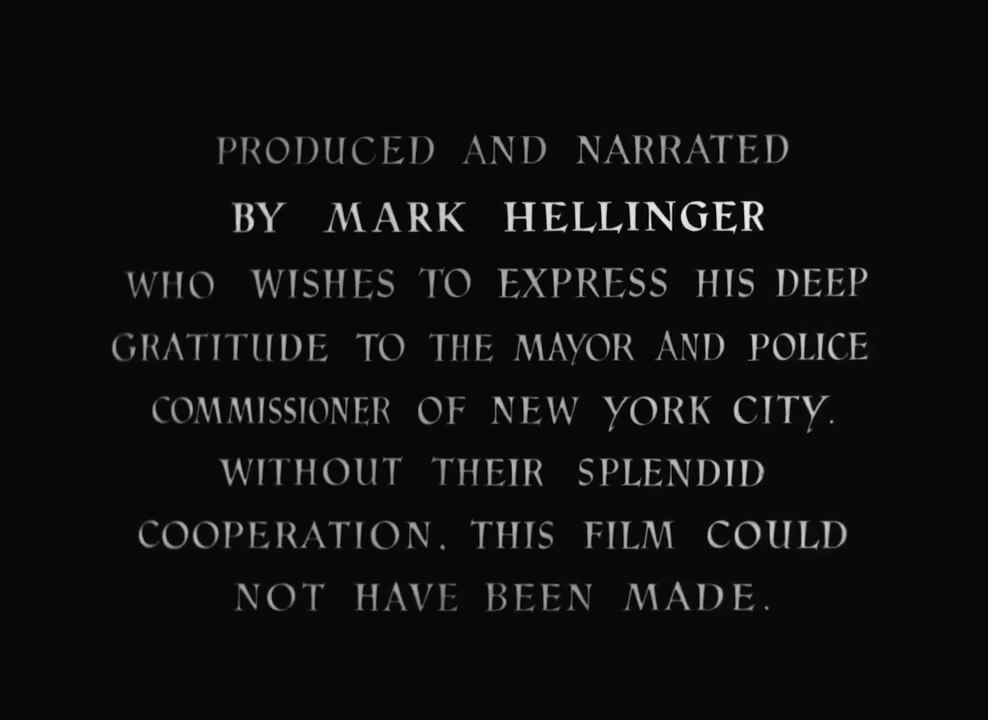 PRODUCED AND NARRATED
BY MARK HELLINGER
WHO WISHES TO EXPRESS HIS DEEP
GRATITUDE TO THE MAYOR AND POLICE
COMMISSIONER OF NEW YORK CITY.
WITHOUT THEIR SPLENDID
COOPERATION. THIS FILM COULD
NOT HAVE BEEN MADE.